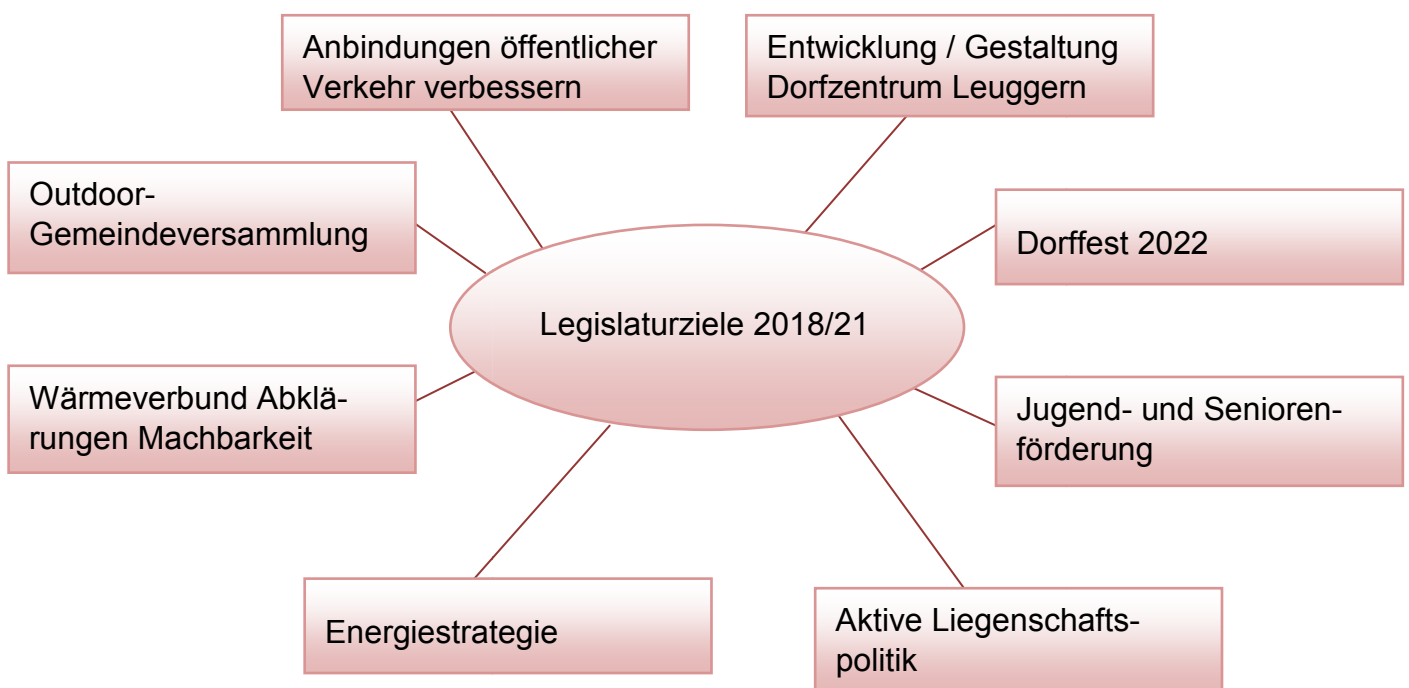 Anbindungen öffentlicher
Verkehr verbessern
Entwicklung / Gestaltung
Dorfzentrum Leuggern
Outdoor-
Gemeindeversammlung
Dorffest 2022
Legislaturziele 2018/21
Wärmeverbund Abklä-
rungen Machbarkeit
Jugend- und Senioren-
förderung
Energiestrategie
Aktive Liegenschafts-
politik